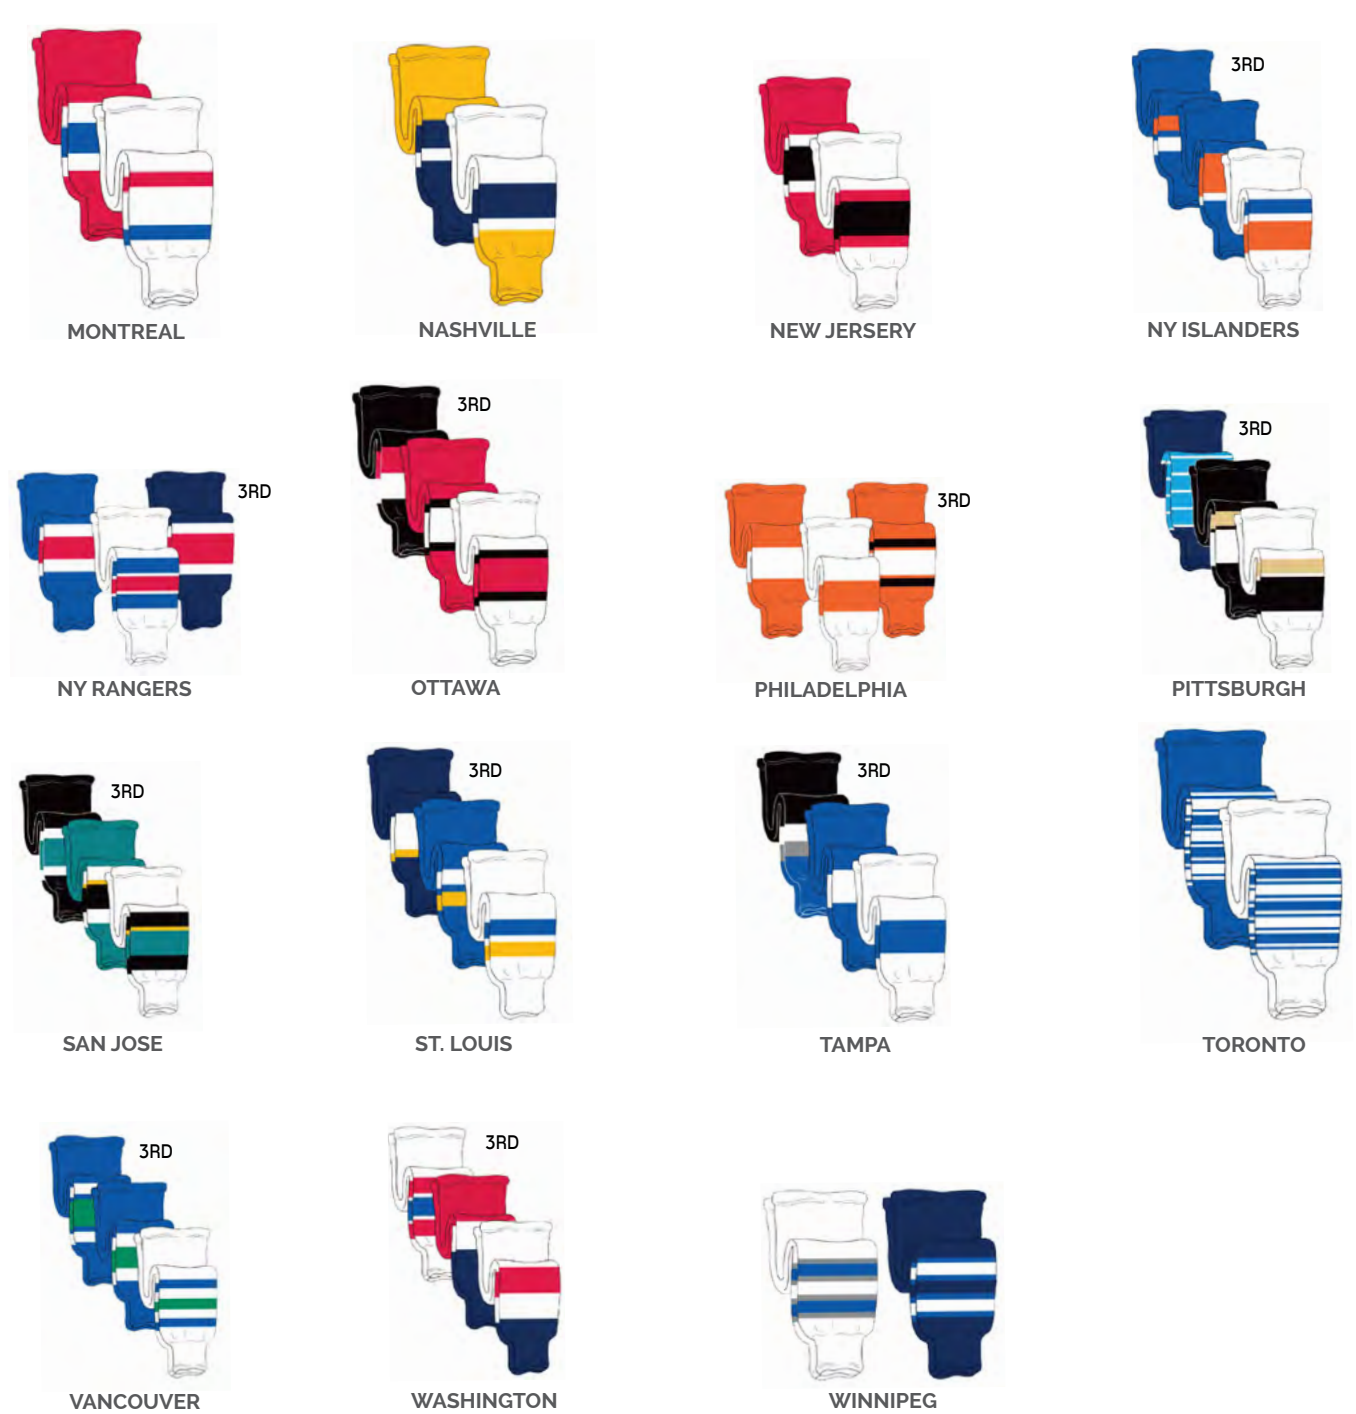 3RD
MONTREAL
NASHVILLE
NEW JERSERY
NY ISLANDERS
3RD
3RD
3RD
3RD
3RD
NY RANGERS
OTTAWA
PHILADELPHIA
PITTSBURGH
3RD
3RD
3RD
SAN JOSE
ST. LOUIS
TAMPA
TORONTO
3RD
3RD
VANCOUVER
WASHINGTON
WINNIPEG